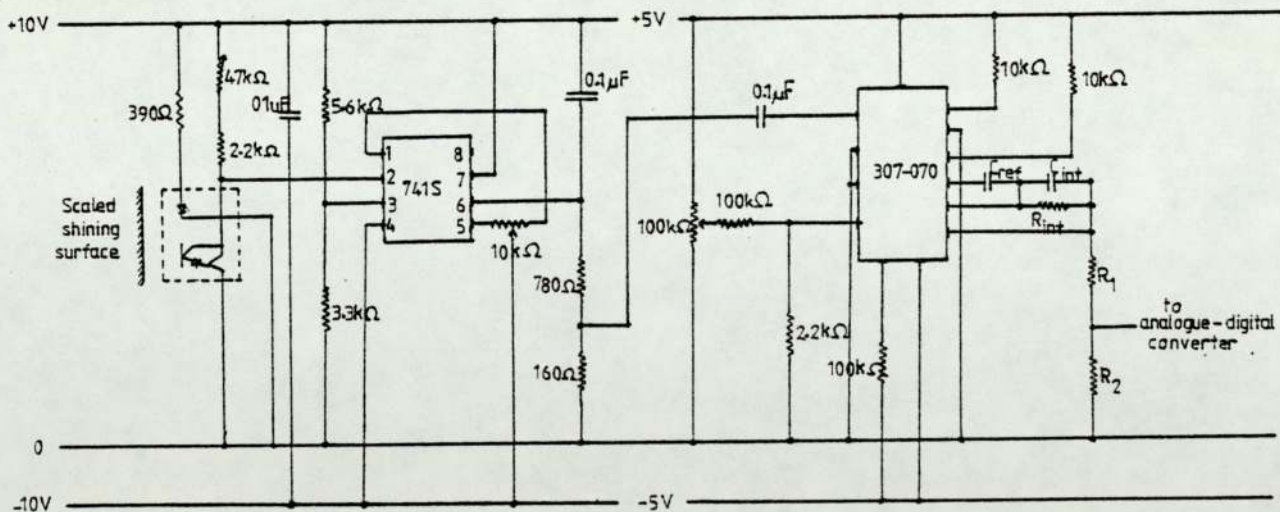 +10V
+5V
47kΩ
390Ω
01uF
5.6kΩ
0.1μF
0.1μF
10kΩ
10kΩ
2.2kΩ
1
8
2
741S
7
3
6
4
5
307-070
Cref
Cint
Rint
Scaled
shining
surface
10kΩ
100kΩ
100kΩ
780Ω
3.3kΩ
R1
to
analogue-digital
converter
2.2kΩ
160Ω
100kΩ
R2
0
-10V
-5V